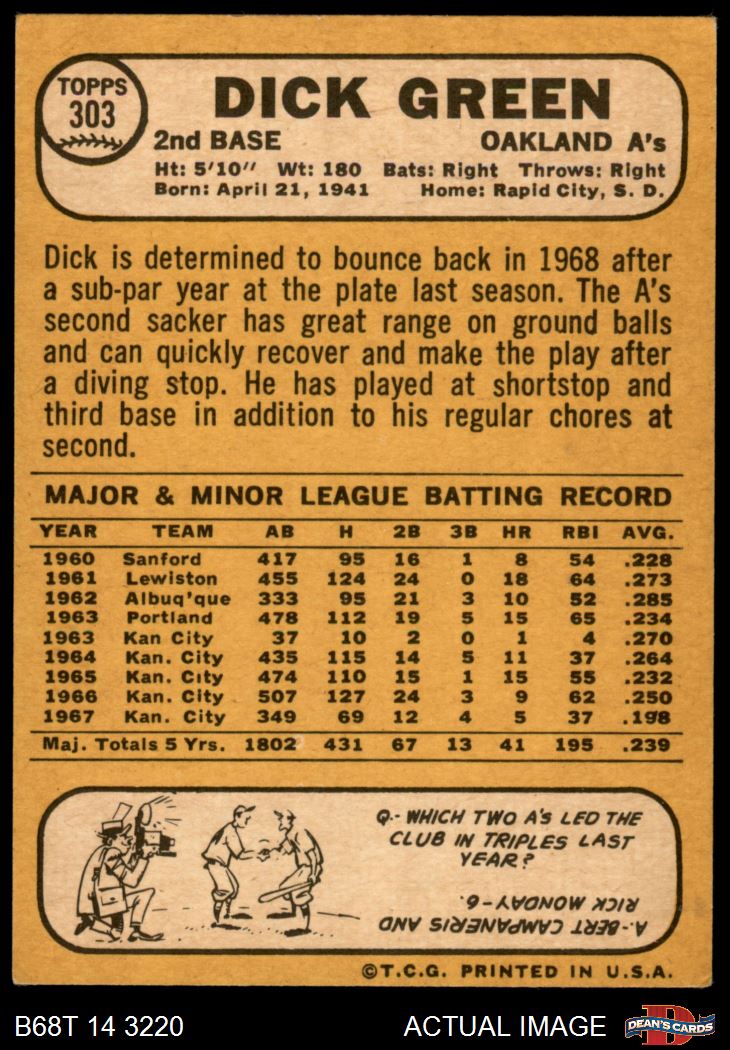 TOPPS
303
DICK GREEN
2nd BASE OAKLAND A's
Ht: 5'10" Wt: 180 Bats: Right Throws: Right
Born: April 21, 1941 Home: Rapid City, S. D.
Dick is determined to bounce back in 1968 after
a sub-par year at the plate last season. The A's
second sacker has great range on ground balls
and can quickly recover and make the play after
a diving stop. He has played at shortstop and
third base in addition to his regular chores at
second.
MAJOR & MINOR LEAGUE BATTING RECORD
YEAR TEAM AB H 2B 3B HR RBI AVG.
1960 Sanford 417 95 16 1 8 54 .228
1961 Lewiston 455 124 24 0 18 64 .273
1962 Albuq'que 333 95 21 3 10 52 .285
1963 Portland 478 112 19 5 15 65 .234
1963 Kan City 37 10 2 0 1 4 .270
1964 Kan. City 435 115 14 5 11 37 .264
1965 Kan. City 474 110 15 1 15 55 .232
1966 Kan. City 507 127 24 3 9 62 .250
1967 Kan. City 349 69 12 4 5 37 .198
Maj. Totals 5 Yrs. 1802 431 67 13 41 195 .239
Q-- WHICH TWO A'S LED THE
CLUB IN TRIPLES LAST
YEAR?
A-- BERT CAMPANERIS AND
RICK MONDAY - 6.
©T.C.G. PRINTED IN U.S.A.
B68T 14 3220 ACTUAL IMAGE D DEAN'S CARDS